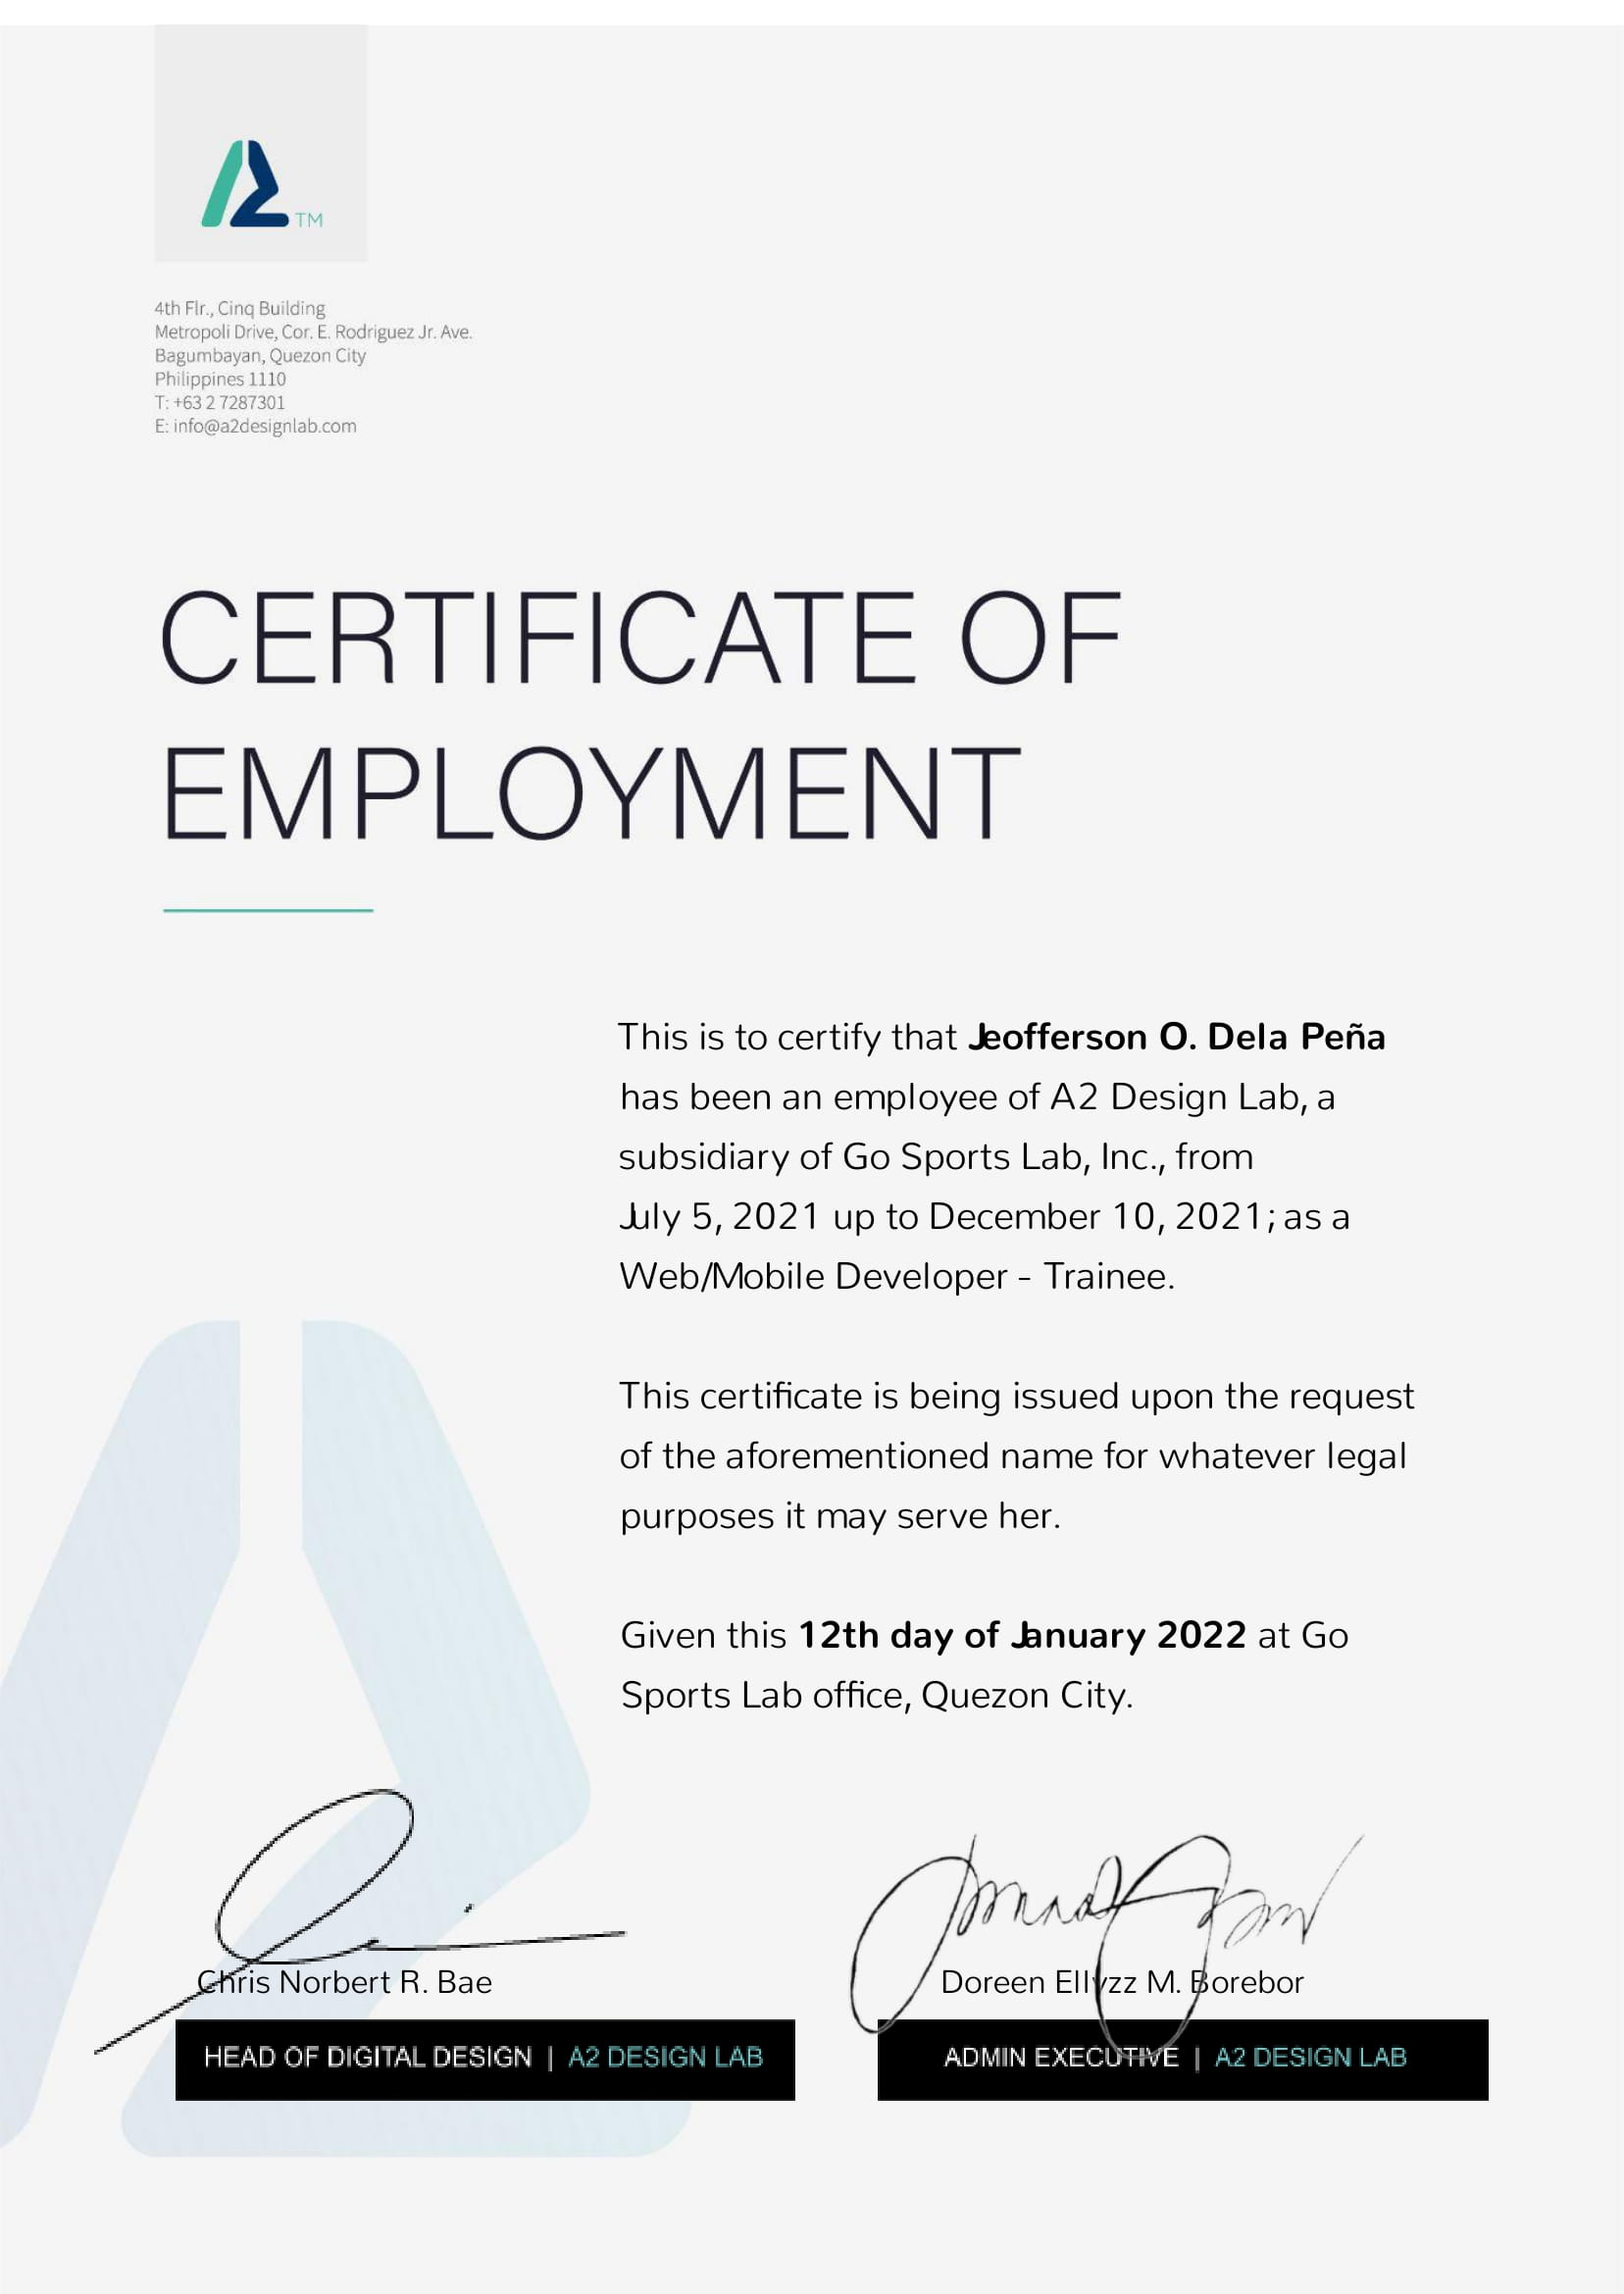 A2 TM
4th Flr., Cinq Building
Metropoli Drive, Cor. E. Rodriguez Jr. Ave.
Bagumbayan, Quezon City
Philippines 1110
T: +63 2 7287301
E: info@a2designlab.com
CERTIFICATE OF
EMPLOYMENT
This is to certify that Jeofferson O. Dela Peña
has been an employee of A2 Design Lab, a
subsidiary of Go Sports Lab, Inc., from
July 5, 2021 up to December 10, 2021; as a
Web/Mobile Developer - Trainee.
This certificate is being issued upon the request
of the aforementioned name for whatever legal
purposes it may serve her.
Given this 12th day of January 2022 at Go
Sports Lab office, Quezon City.
Chris Norbert R. Bae
HEAD OF DIGITAL DESIGN | A2 DESIGN LAB
Doreen Ellyzz M. Borebor
ADMIN EXECUTIVE | A2 DESIGN LAB